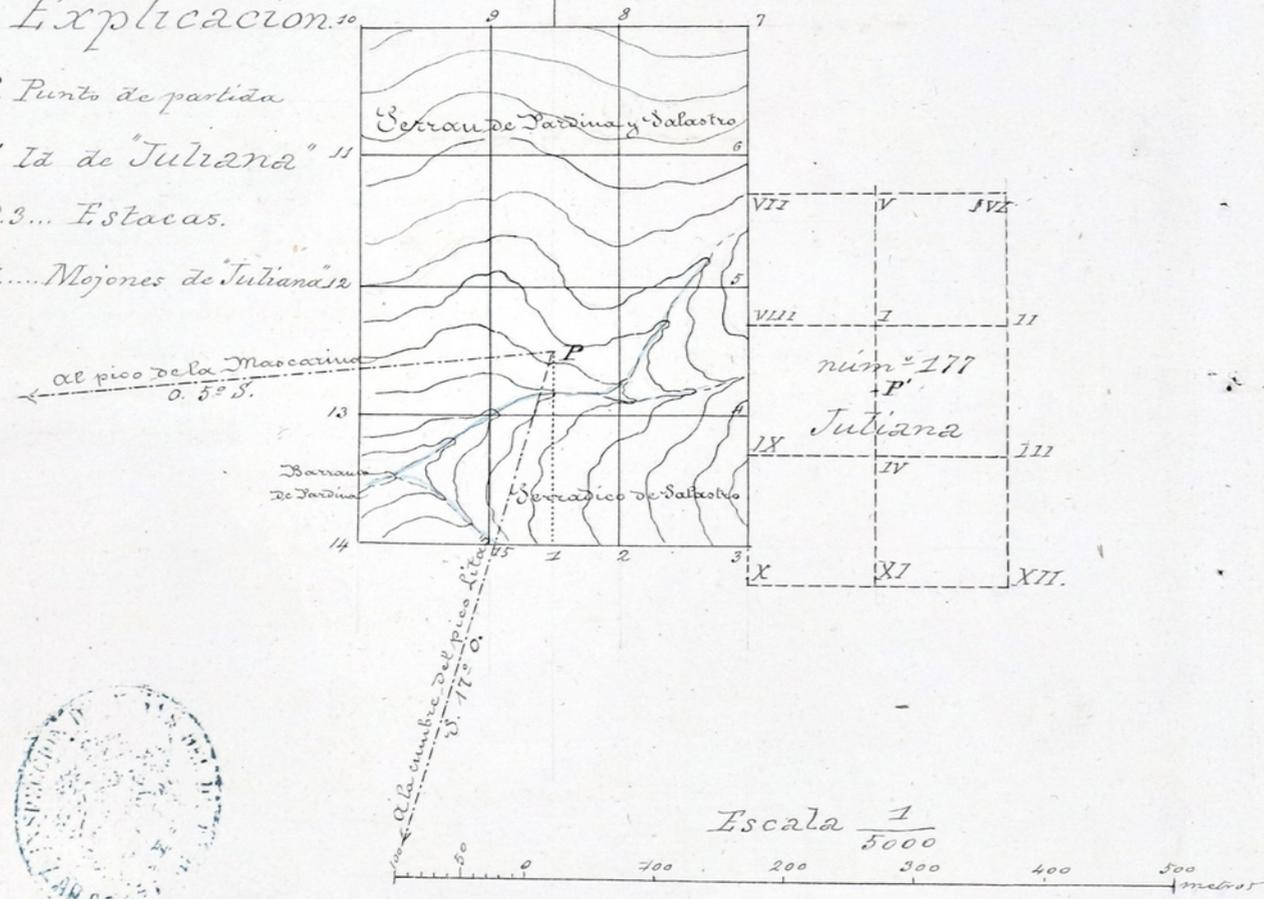 Explicacion.
Punto de partida
Id de "Juliana"
3... Estacas.
.....Mojones de "Juliana"
10
9
8
7
Serrau de Pardina y Salastro
11
6
12
5
VII
V
VI
VIII
I
II
P
Al pico de la Mascarina
O. 5º S.
núm.º 177
P'
Juliana
13
4
IX
IV
III
Barranco
De Pardina
Serradico de Salastro
14
15
1
2
3
X
XI
XII.
A la cumbre del pico Lita
S. 17º O.
Escala 1
5000
100 50 0 100 200 300 400 500 metros
INSPECCION DE